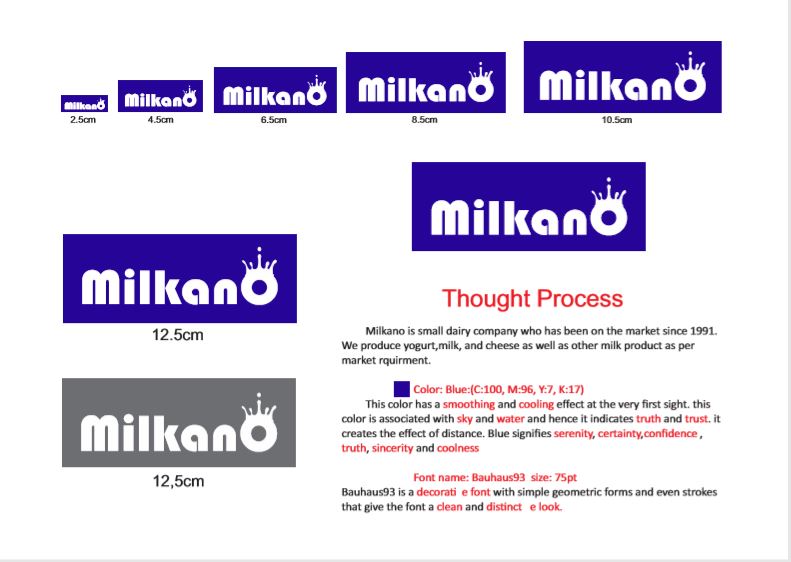 Milkano
Milkano
Milkano
Milkano
Milkano
2.5cm
4.5cm
6.5cm
8.5cm
10.5cm
Milkano
Milkano
12.5cm
Milkano
12,5cm
Thought Process
Milkano is small dairy company who has been on the market since 1991.
We produce yogurt,milk, and cheese as well as other milk product as per
market rquirment.
Color: Blue:(C:100, M:96, Y:7, K:17)
This color has a smoothing and cooling effect at the very first sight. this
color is associated with sky and water and hence it indicates truth and trust. it
creates the effect of distance. Blue signifies serenity, certainty,confidence ,
truth, sincerity and coolness
Font name: Bauhaus93 size: 75pt
Bauhaus93 is a decorati e font with simple geometric forms and even strokes
that give the font a clean and distinct e look.